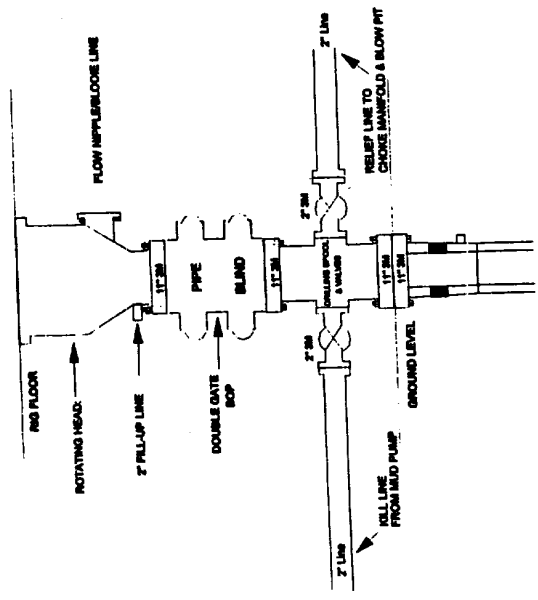 RIG FLOOR
ROTATING HEAD:
FLOW NIPPLE/BLOOIE LINE
2" FILL-UP LINE
11" 3M
PIPE
BLIND
DOUBLE GATE
BOP
11" 3M
2" 3M
DRILLING SPOOL
& VALVES
2" 3M
2" Line
RELIEF LINE TO
CHOKE MANIFOLD & BLOW PIT
11" 3M
11" 3M
GROUND LEVEL
2" Line
KILL LINE
FROM MUD PUMP